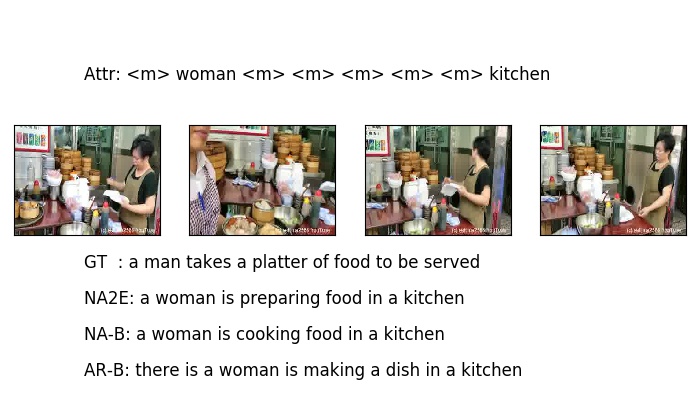 Attr: <m> woman <m> <m> <m> <m> <m> kitchen
GT : a man takes a platter of food to be served
NA2E: a woman is preparing food in a kitchen
NA-B: a woman is cooking food in a kitchen
AR-B: there is a woman is making a dish in a kitchen